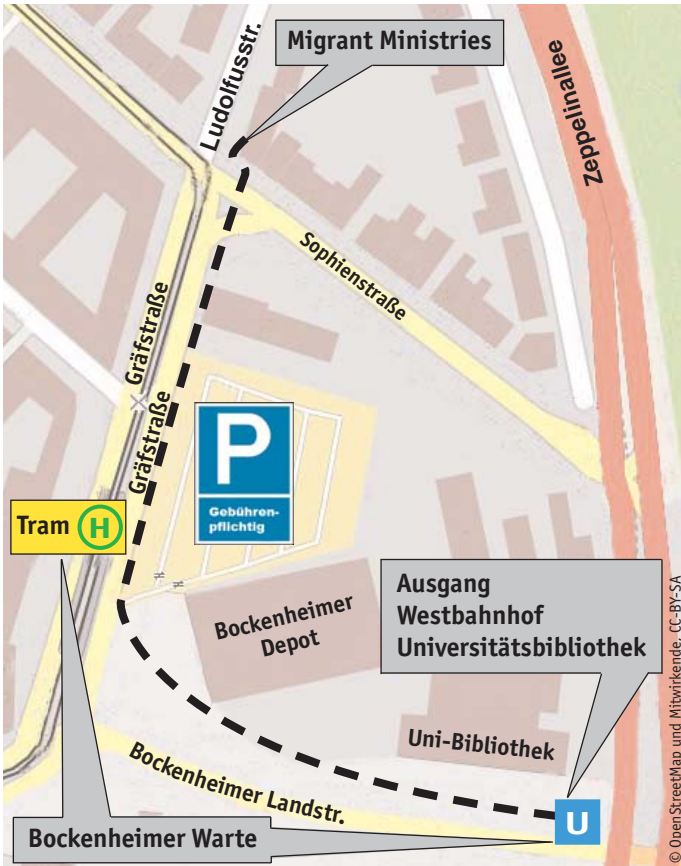 Migrant Ministries
Ludolfusstr.
Zeppelinallee
Sophienstraße
Gräfstraße
Gräfstraße
P
Gebühren-
pflichtig
Tram H
Ausgang
Westbahnhof
Universitätsbibliothek
Bockenheimer
Depot
Uni-Bibliothek
Bockenheimer Landstr.
U
Bockenheimer Warte
© OpenStreetMap und Mitwirkende, CC-BY-SA